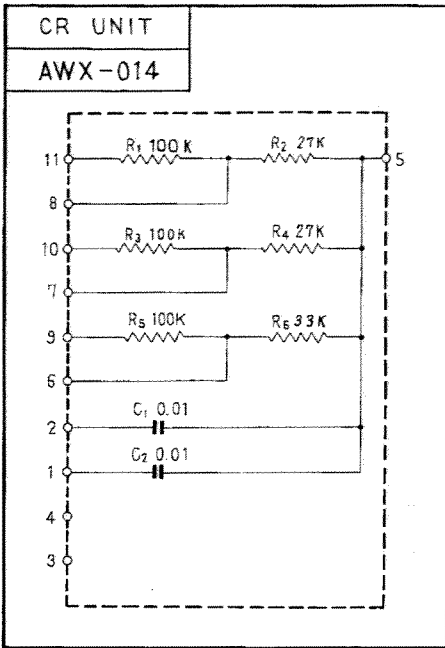 CR UNIT
AWX-014
R1 100K R2 27K
11 5
8
R3 100K R4 27K
10
7
R5 100K R6 33K
9
6
C1 0.01
2
C2 0.01
1
4
3